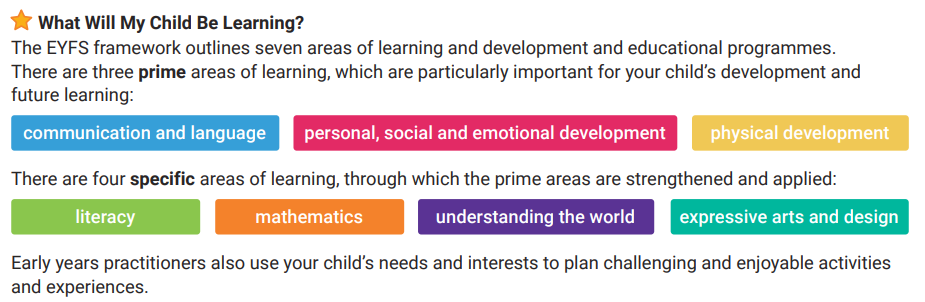 What Will My Child Be Learning?
The EYFS framework outlines seven areas of learning and development and educational programmes.
There are three prime areas of learning, which are particularly important for your child's development and
future learning:
communication and language
personal, social and emotional development
physical development
There are four specific areas of learning, through which the prime areas are strengthened and applied:
literacy
mathematics
understanding the world
expressive arts and design
Early years practitioners also use your child's needs and interests to plan challenging and enjoyable activities
and experiences.